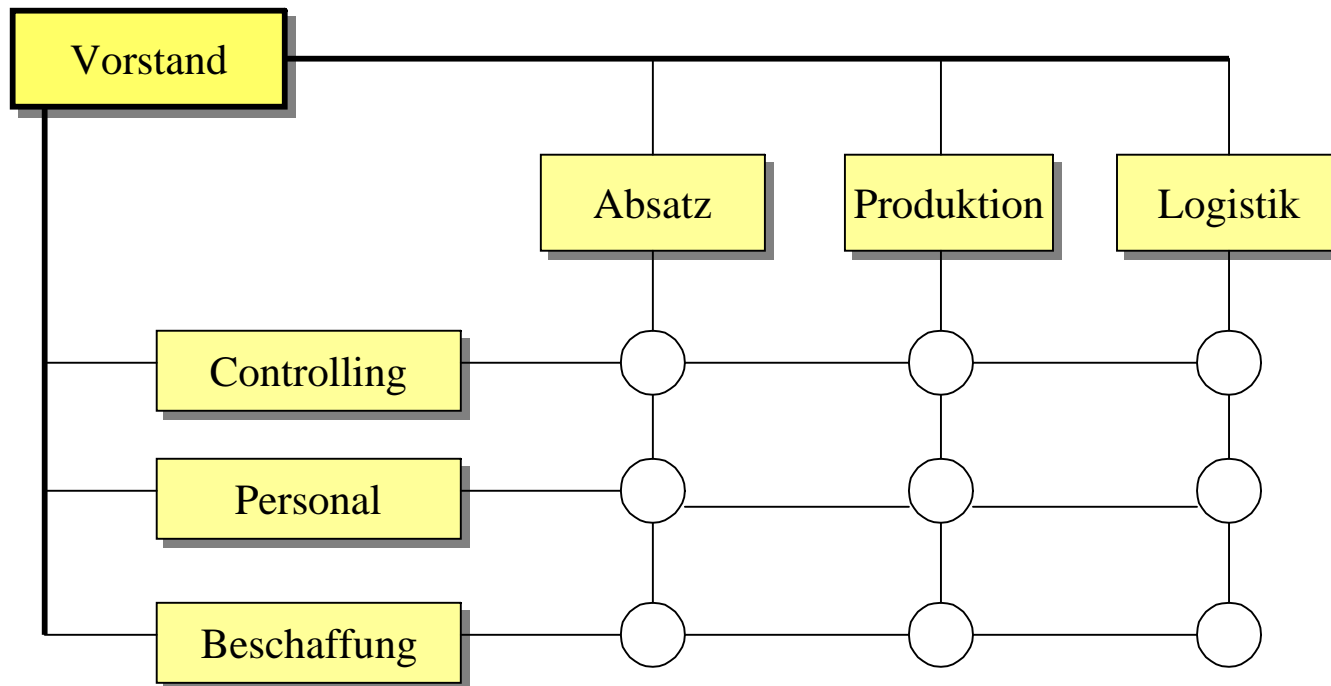 Vorstand
Absatz
Produktion
Logistik
Controlling
Personal
Beschaffung